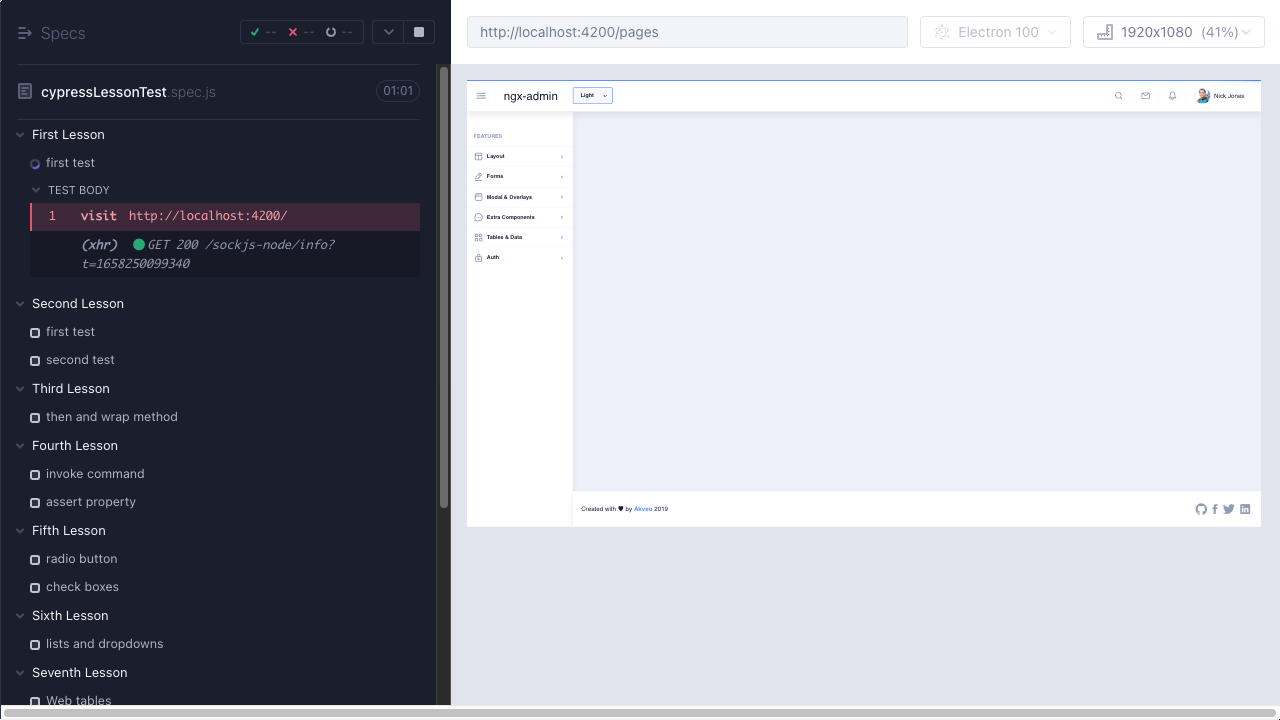 Specs
-- -- --
cypressLessonTest.spec.js 01:01
First Lesson
first test
TEST BODY
1 visit http://localhost:4200/
(xhr) GET 200 /sockjs-node/info?
t=1658250099340
Second Lesson
first test
second test
Third Lesson
then and wrap method
Fourth Lesson
invoke command
assert property
Fifth Lesson
radio button
check boxes
Sixth Lesson
lists and dropdowns
Seventh Lesson
Web tables
http://localhost:4200/pages
Electron 100
1920x1080 (41%)
ngx-admin
Light
Nick Jones
FEATURES
Layout
Forms
Modal & Overlays
Extra Components
Tables & Data
Auth
Created with ♥ by Akveo 2019